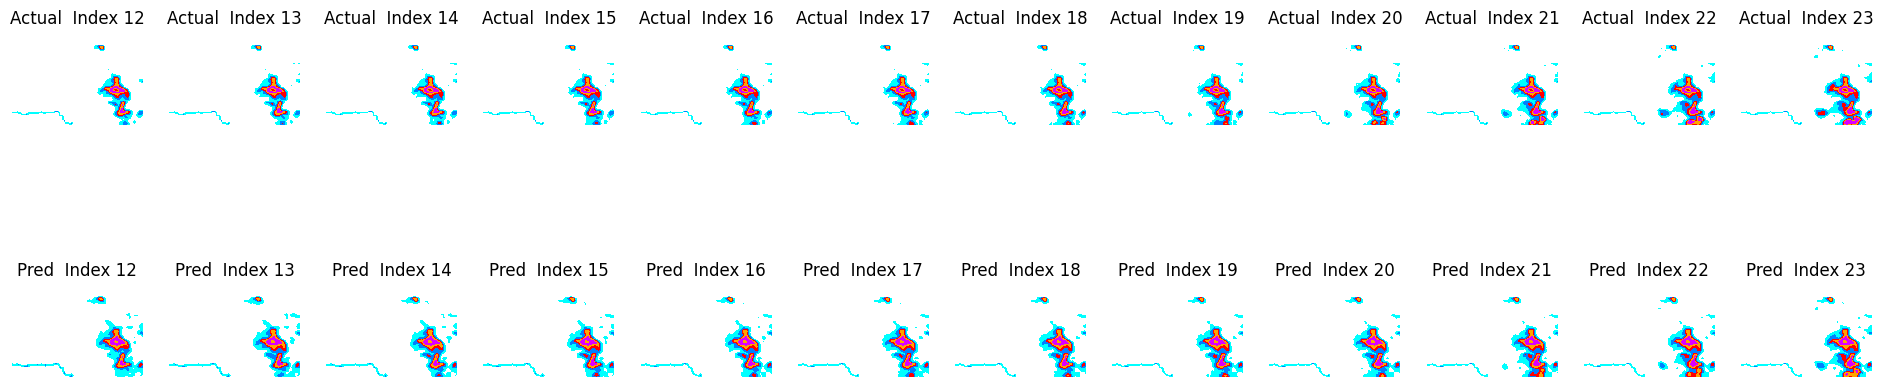 Actual  Index 12 Actual  Index 13 Actual  Index 14 Actual  Index 15 Actual  Index 16 Actual  Index 17 Actual  Index 18 Actual  Index 19 Actual  Index 20 Actual  Index 21 Actual  Index 22 Actual  Index 23
Pred  Index 12 Pred  Index 13 Pred  Index 14 Pred  Index 15 Pred  Index 16 Pred  Index 17 Pred  Index 18 Pred  Index 19 Pred  Index 20 Pred  Index 21 Pred  Index 22 Pred  Index 23